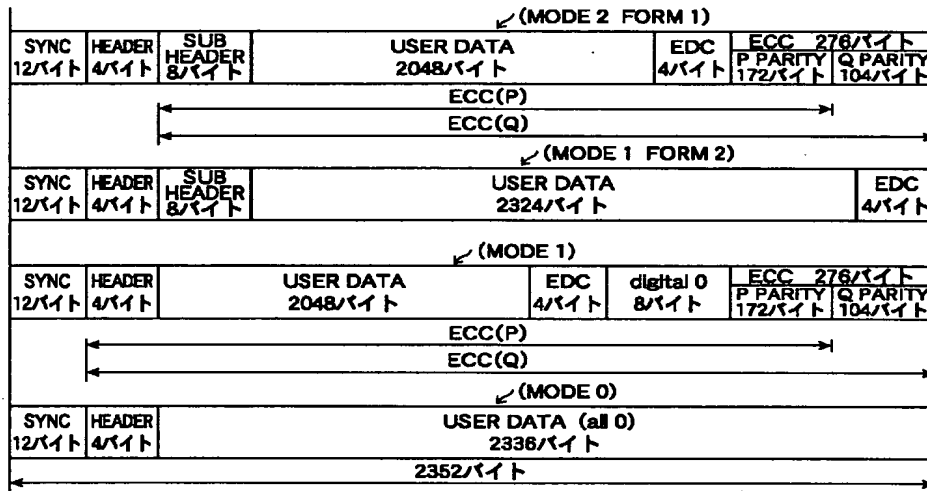 (MODE 2 FORM 1)
SYNC 12バイト
HEADER 4バイト
SUB HEADER 8バイト
USER DATA 2048バイト
EDC 4バイト
ECC 276バイト
P PARITY 172バイト
Q PARITY 104バイト
ECC(P)
ECC(Q)
(MODE 1 FORM 2)
SYNC 12バイト
HEADER 4バイト
SUB HEADER 8バイト
USER DATA 2324バイト
EDC 4バイト
(MODE 1)
SYNC 12バイト
HEADER 4バイト
USER DATA 2048バイト
EDC 4バイト
digital 0 8バイト
ECC 276バイト
P PARITY 172バイト
Q PARITY 104バイト
ECC(P)
ECC(Q)
(MODE 0)
SYNC 12バイト
HEADER 4バイト
USER DATA (all 0) 2336バイト
2352バイト